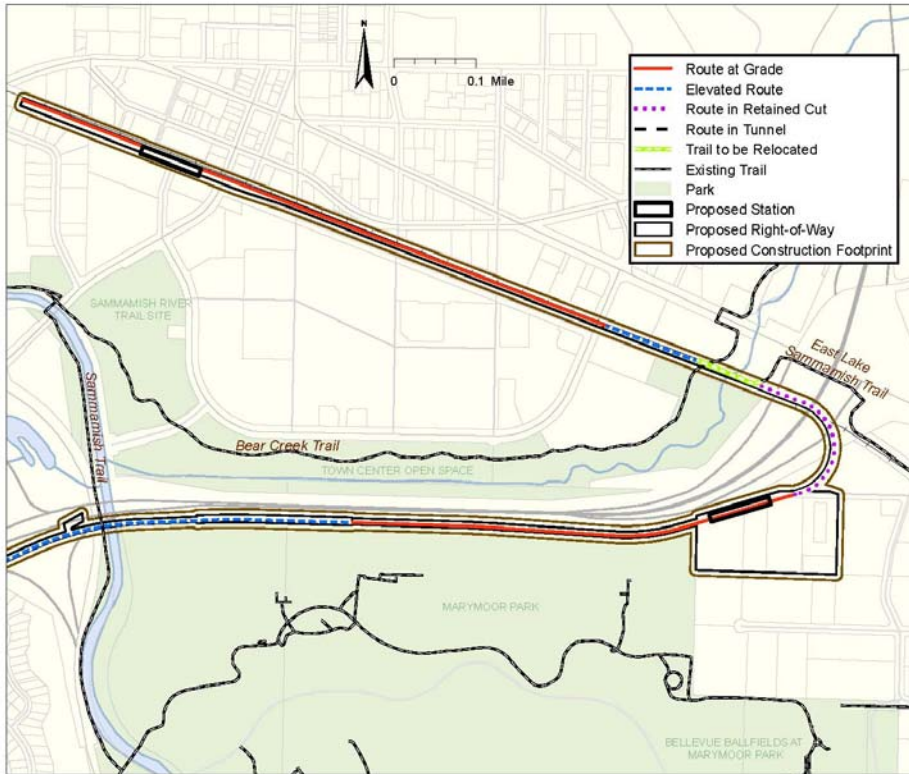 N
0 0.1 Mile
Route at Grade
Elevated Route
Route in Retained Cut
Route in Tunnel
Trail to be Relocated
Existing Trail
Park
Proposed Station
Proposed Right-of-Way
Proposed Construction Footprint
SAMMAMISH RIVER
TRAIL SITE
East Lake
Sammamish Trail
Sammamish Trail
Bear Creek Trail
TOWN CENTER OPEN SPACE
MARYMOOR PARK
BELLEVUE BALLFIELDS AT
MARYMOOR PARK